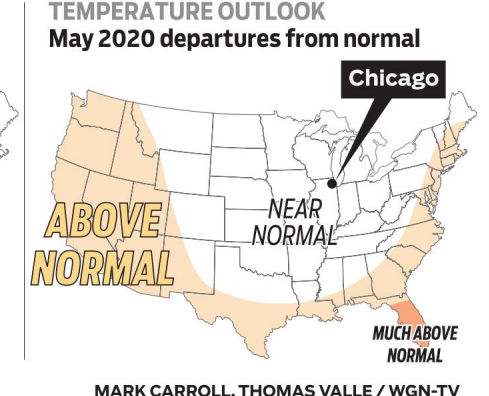 TEMPERATURE OUTLOOK
May 2020 departures from normal
Chicago
ABOVE
NORMAL
NEAR
NORMAL
MUCH ABOVE
NORMAL
MARK CARROLL, THOMAS VALLE / WGN-TV